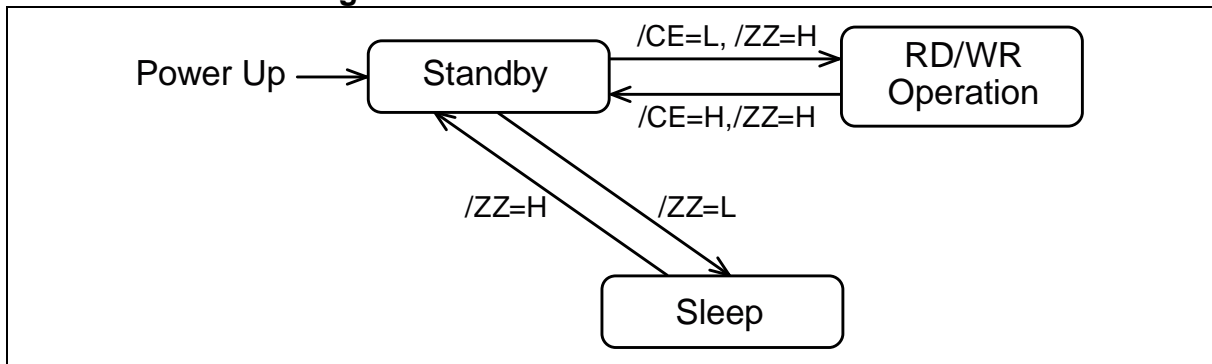 /CE=L, /ZZ=H
Power Up
Standby
RD/WR
Operation
/CE=H,/ZZ=H
/ZZ=H
/ZZ=L
Sleep